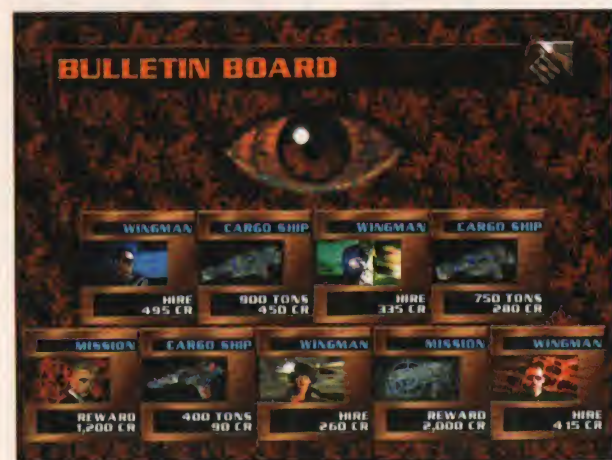 BULLETIN BOARD
WINGMAN
HIRE
495 CR
CARGO SHIP
900 TONS
450 CR
WINGMAN
HIRE
335 CR
CARGO SHIP
750 TONS
280 CR
MISSION
REWARD
1,200 CR
CARGO SHIP
400 TONS
90 CR
WINGMAN
HIRE
260 CR
MISSION
REWARD
2,000 CR
WINGMAN
HIRE
415 CR